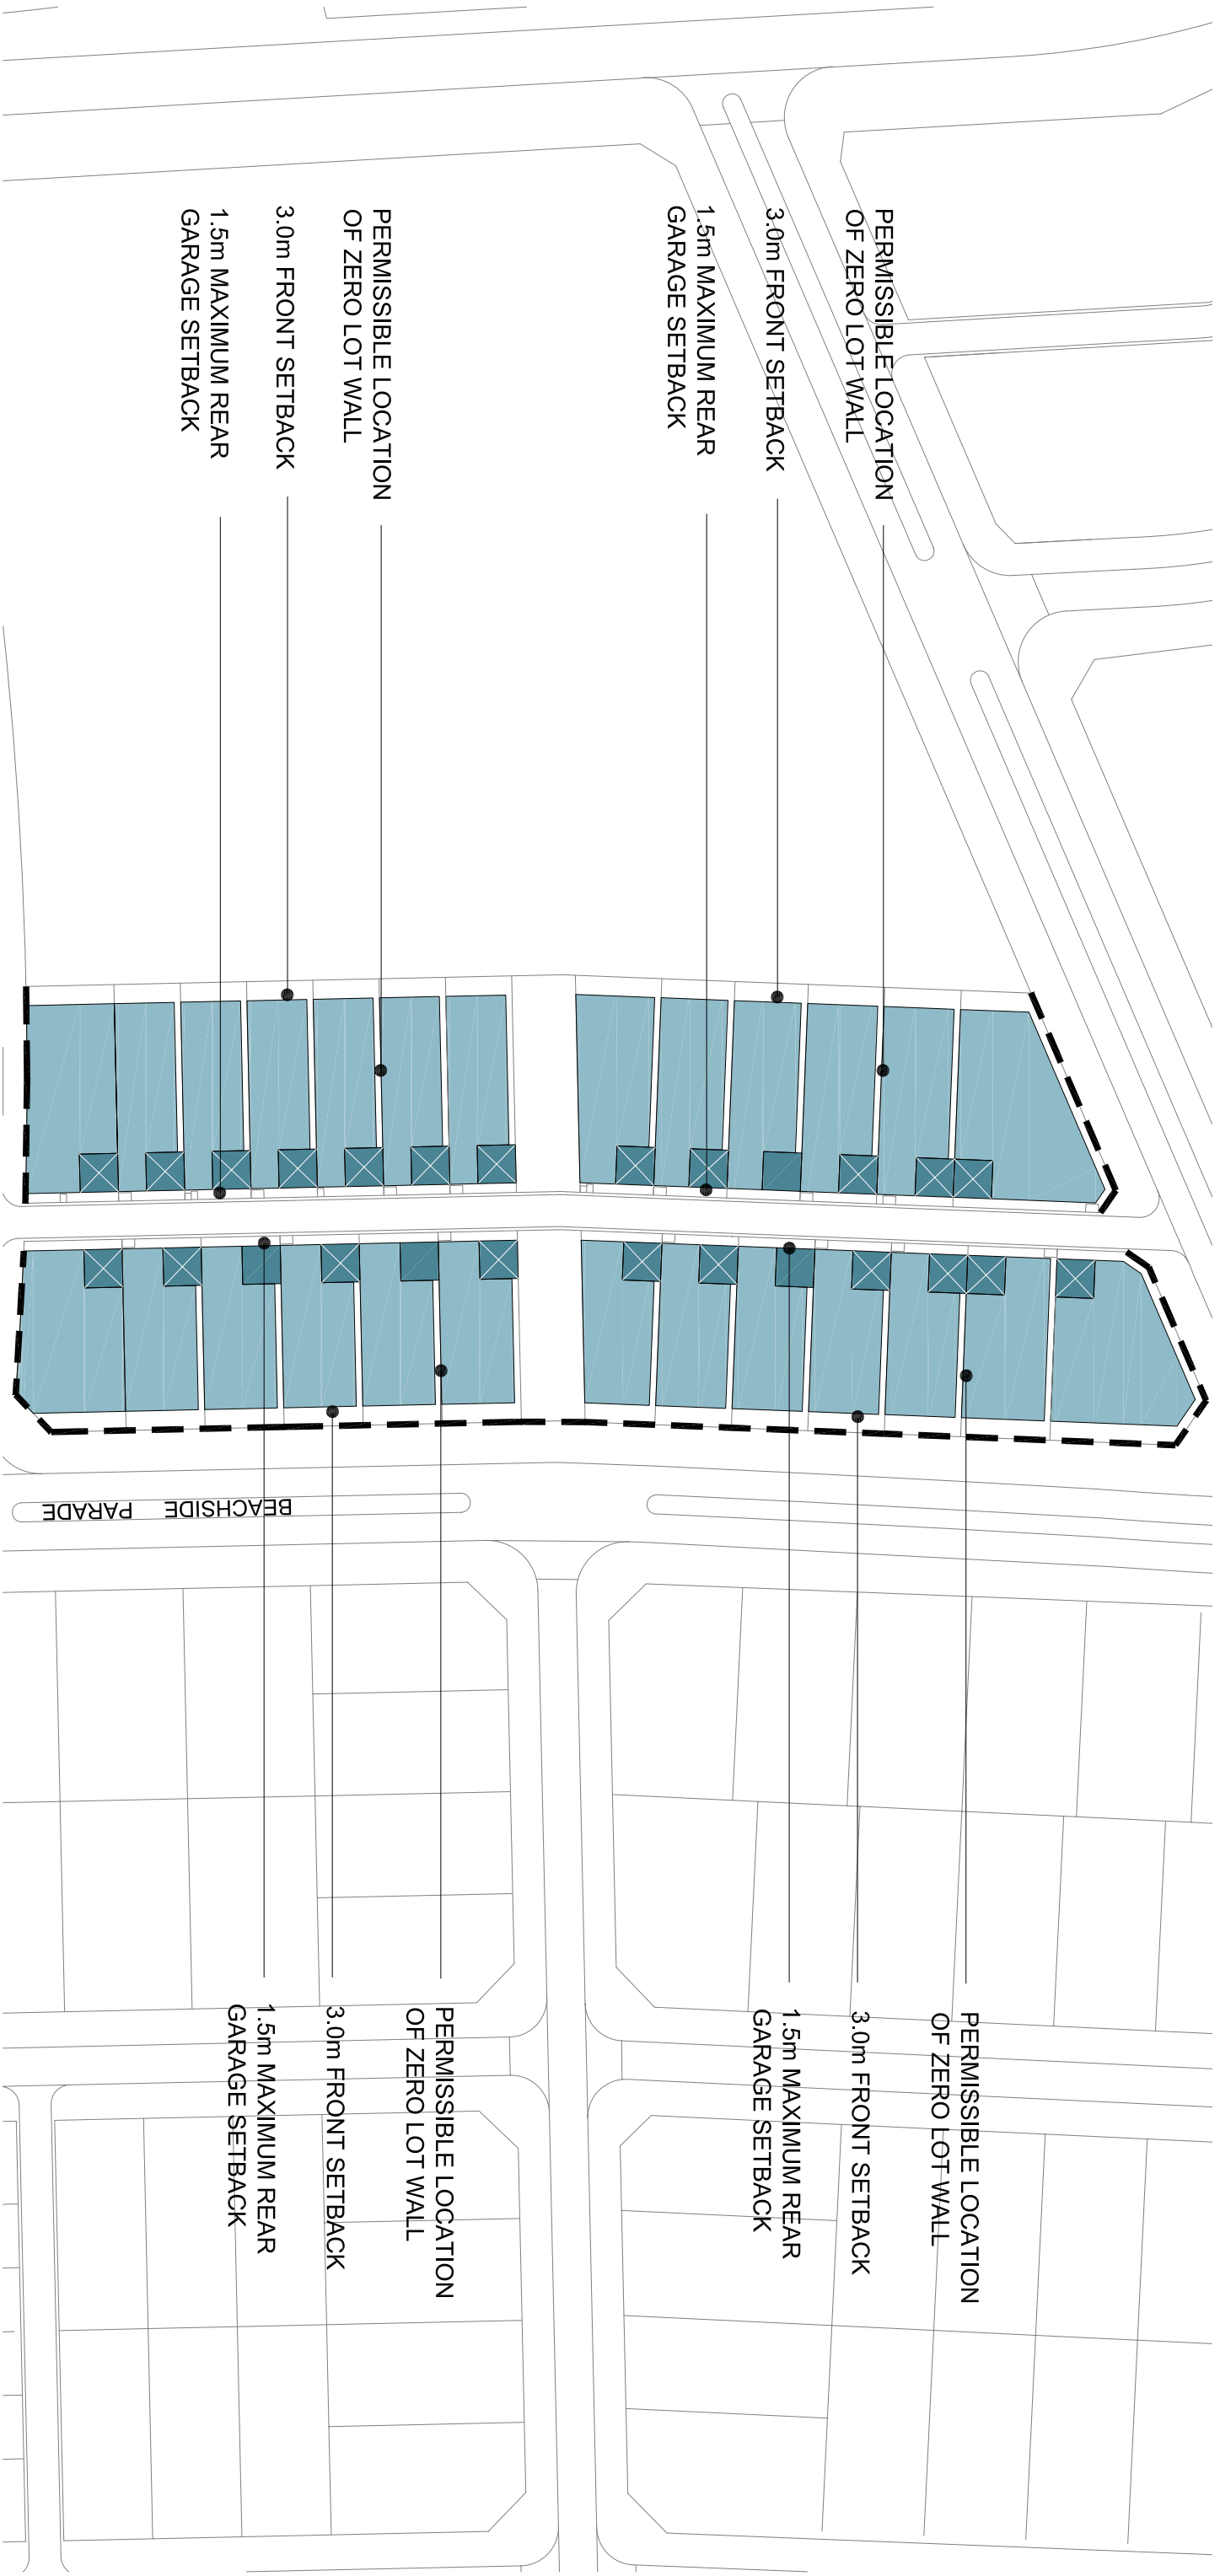 PERMISSIBLE LOCATION
OF ZERO LOT WALL
3.0m FRONT SETBACK
1.5m MAXIMUM REAR
GARAGE SETBACK
PERMISSIBLE LOCATION
OF ZERO LOT WALL
3.0m FRONT SETBACK
1.5m MAXIMUM REAR
GARAGE SETBACK
BEACHSIDE PARADE
PERMISSIBLE LOCATION
OF ZERO LOT WALL
3.0m FRONT SETBACK
1.5m MAXIMUM REAR
GARAGE SETBACK
PERMISSIBLE LOCATION
OF ZERO LOT WALL
3.0m FRONT SETBACK
1.5m MAXIMUM REAR
GARAGE SETBACK